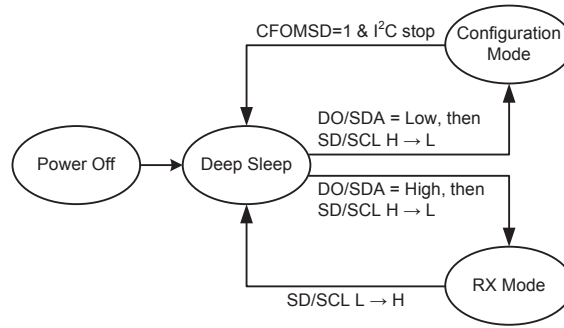 CFOMSD=1 & I²C stop
Configuration
Mode
DO/SDA = Low, then
SD/SCL H → L
Power Off
Deep Sleep
DO/SDA = High, then
SD/SCL H → L
RX Mode
SD/SCL L → H